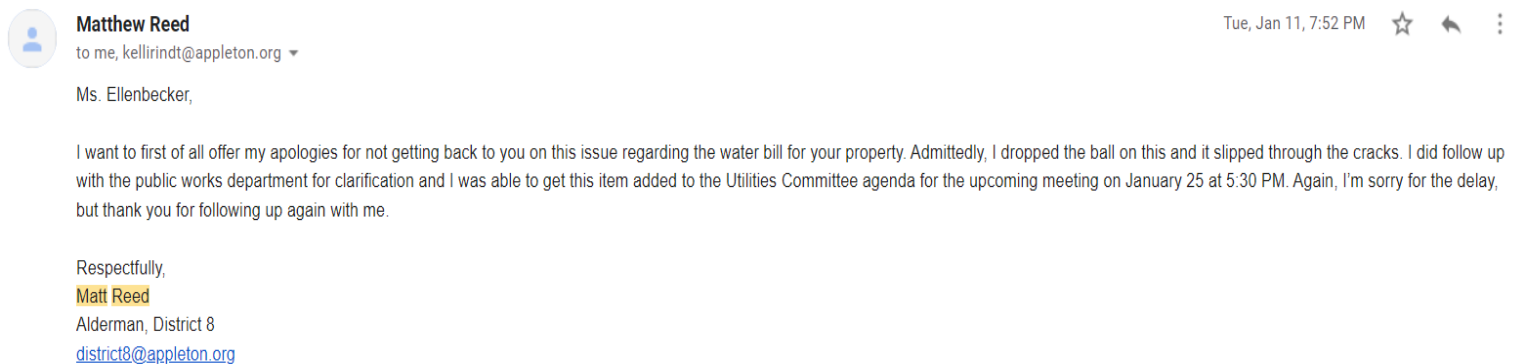 Matthew Reed
Tue, Jan 11, 7:52 PM
to me, kellirindt@appleton.org
Ms. Ellenbecker,
I want to first of all offer my apologies for not getting back to you on this issue regarding the water bill for your property. Admittedly, I dropped the ball on this and it slipped through the cracks. I did follow up
with the public works department for clarification and I was able to get this item added to the Utilities Committee agenda for the upcoming meeting on January 25 at 5:30 PM. Again, I'm sorry for the delay,
but thank you for following up again with me.
Respectfully,
Matt Reed
Alderman, District 8
district8@appleton.org